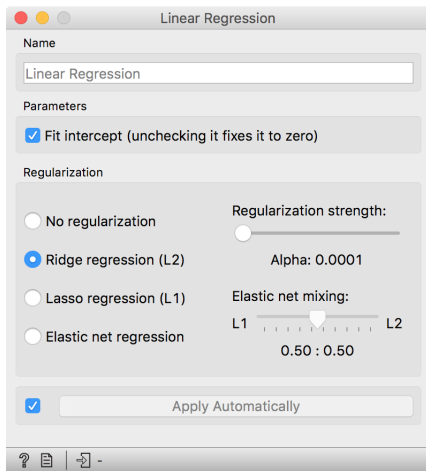 Linear Regression
Name
Linear Regression
Parameters
Fit intercept (unchecking it fixes it to zero)
Regularization
No regularization
Ridge regression (L2)
Lasso regression (L1)
Elastic net regression
Regularization strength:
Alpha: 0.0001
Elastic net mixing:
L1 L2
0.50 : 0.50
Apply Automatically
? -